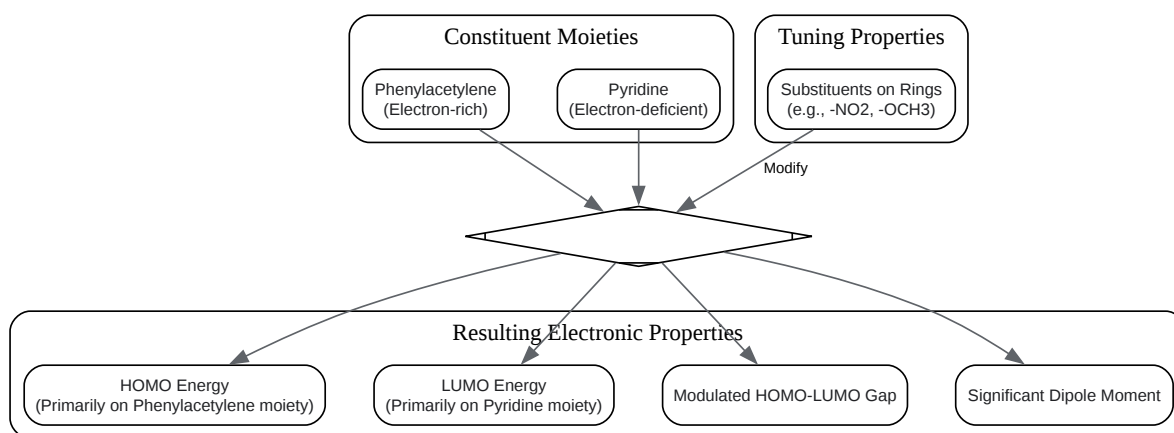 Constituent Moieties
Tuning Properties
Phenylacetylene
(Electron-rich)
Pyridine
(Electron-deficient)
Substituents on Rings
(e.g., -NO2, -OCH3)
Modify
Resulting Electronic Properties
HOMO Energy
(Primarily on Phenylacetylene moiety)
LUMO Energy
(Primarily on Pyridine moiety)
Modulated HOMO-LUMO Gap
Significant Dipole Moment